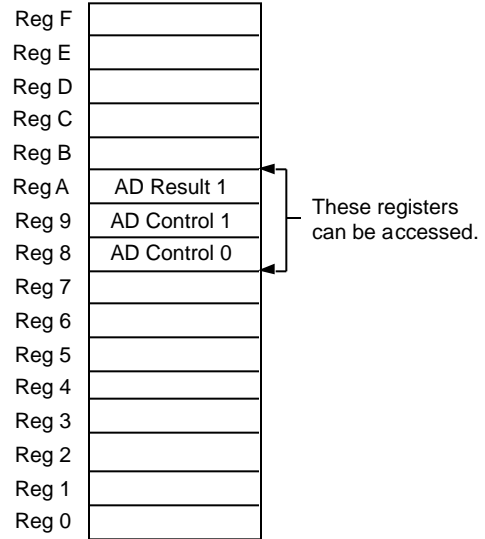 Reg F
Reg E
Reg D
Reg C
Reg B
Reg A AD Result 1
Reg 9 AD Control 1
Reg 8 AD Control 0
These registers
can be accessed.
Reg 7
Reg 6
Reg 5
Reg 4
Reg 3
Reg 2
Reg 1
Reg 0